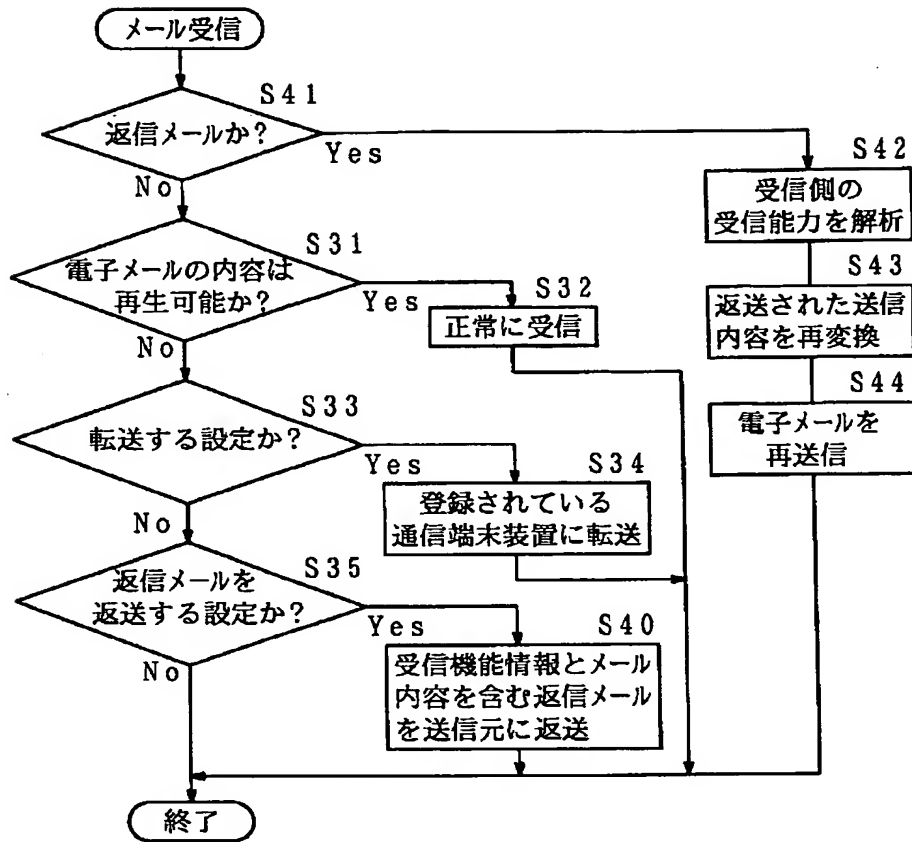 メール受信
S41
返信メールか?
Yes
No
S42
受信側の
受信能力を解析
S31
電子メールの内容は
再生可能か?
Yes
No
S32
正常に受信
S43
返送された送信
内容を再変換
S33
転送する設定か?
Yes
No
S44
電子メールを
再送信
S34
登録されている
通信端末装置に転送
S35
返信メールを
返送する設定か?
Yes
No
S40
受信機能情報とメール
内容を含む返信メール
を送信元に返送
終了